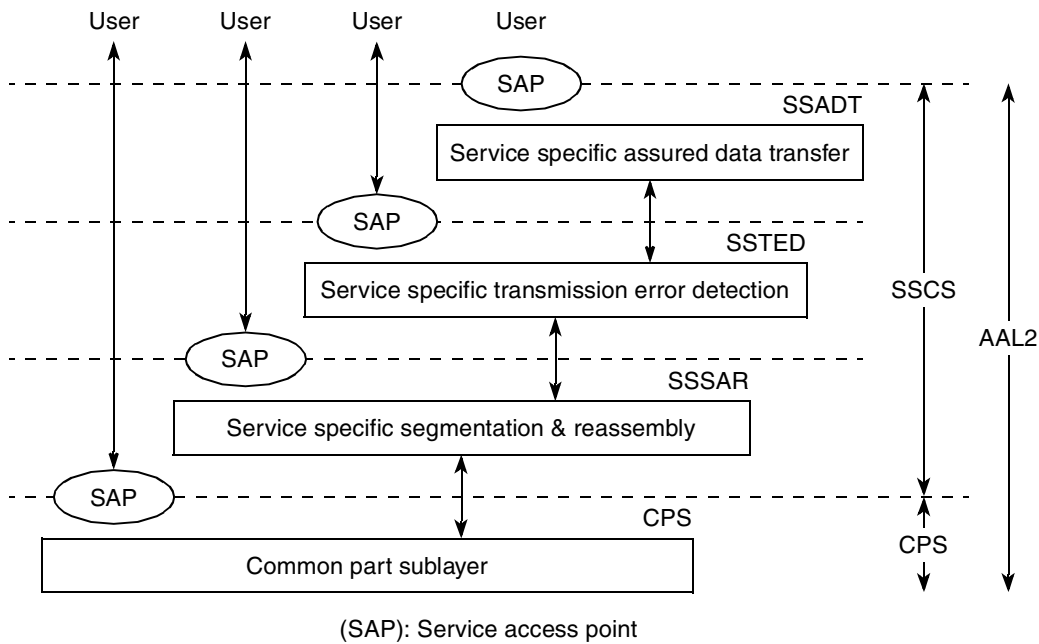 User User User User
SAP
SSADT
Service specific assured data transfer
SAP
SSTED
Service specific transmission error detection
SSCS
AAL2
SAP
SSSAR
Service specific segmentation & reassembly
SAP
CPS
CPS
Common part sublayer
(SAP): Service access point